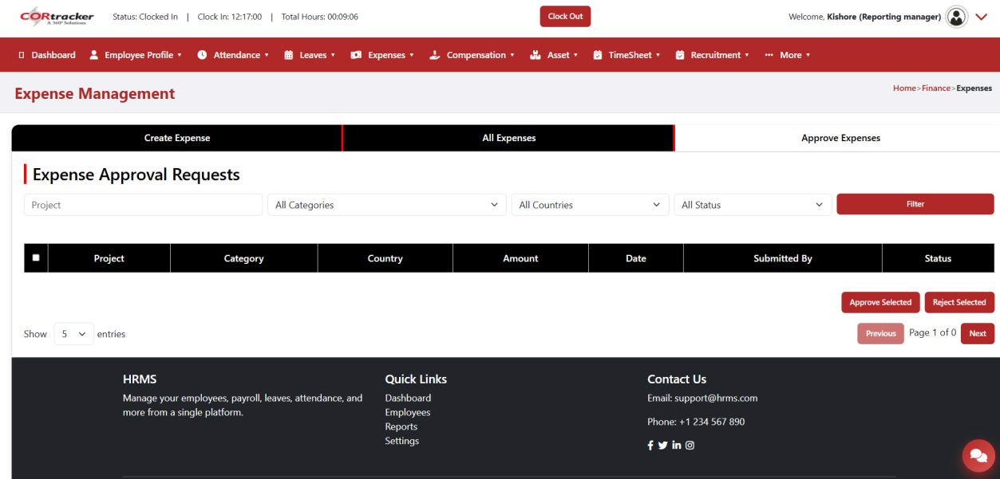 CORtracker
A 360° Solutions
Status: Clocked In | Clock In: 12:17:00 | Total Hours: 00:09:06
Clock Out
Welcome, Kishore (Reporting manager)
Dashboard Employee Profile Attendance Leaves Expenses Compensation Asset TimeSheet Recruitment More
Expense Management
Home>Finance>Expenses
Create Expense All Expenses Approve Expenses
Expense Approval Requests
Project All Categories All Countries All Status Filter
Project Category Country Amount Date Submitted By Status
Approve Selected Reject Selected
Show 5 entries
Previous Page 1 of 0 Next
HRMS
Manage your employees, payroll, leaves, attendance, and
more from a single platform.
Quick Links
Dashboard
Employees
Reports
Settings
Contact Us
Email: support@hrms.com
Phone: +1 234 567 890